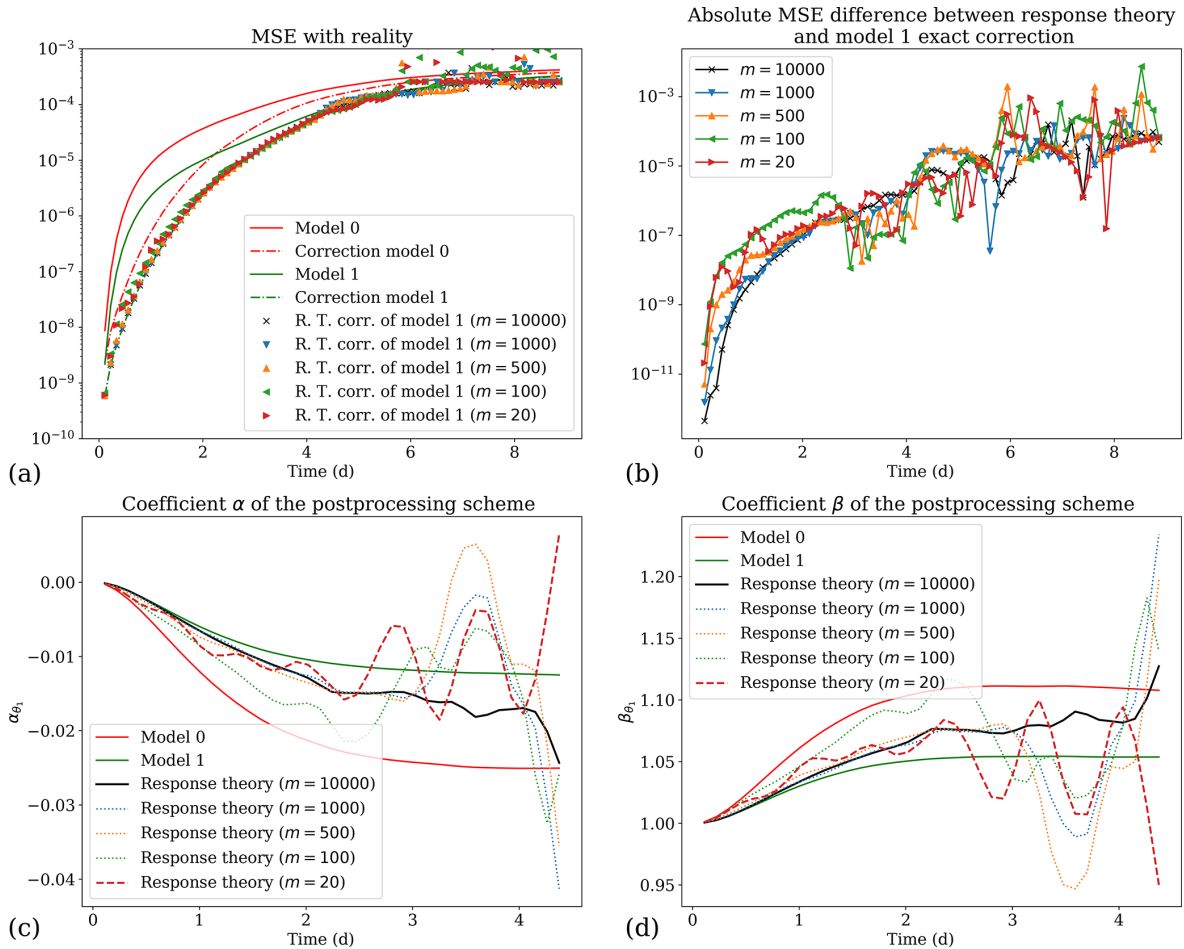 MSE with reality
10⁻³
10⁻⁴
10⁻⁵
10⁻⁶
10⁻⁷
10⁻⁸
10⁻⁹
10⁻¹⁰
Model 0
Correction model 0
Model 1
Correction model 1
R. T. corr. of model 1 (m = 10000)
R. T. corr. of model 1 (m = 1000)
R. T. corr. of model 1 (m = 500)
R. T. corr. of model 1 (m = 100)
R. T. corr. of model 1 (m = 20)
0 2 4 6 8
Time (d)
(a)
Absolute MSE difference between response theory
and model 1 exact correction
m = 10000
m = 1000
m = 500
m = 100
m = 20
10⁻³
10⁻⁵
10⁻⁷
10⁻⁹
10⁻¹¹
0 2 4 6 8
Time (d)
(b)
Coefficient α of the postprocessing scheme
0.00
−0.01
−0.02
−0.03
−0.04
α_θ₁
Model 0
Model 1
Response theory (m = 10000)
Response theory (m = 1000)
Response theory (m = 500)
Response theory (m = 100)
Response theory (m = 20)
0 1 2 3 4
Time (d)
(c)
Coefficient β of the postprocessing scheme
Model 0
Model 1
Response theory (m = 10000)
Response theory (m = 1000)
Response theory (m = 500)
Response theory (m = 100)
Response theory (m = 20)
1.20
1.15
1.10
1.05
1.00
0.95
β_θ₁
0 1 2 3 4
Time (d)
(d)